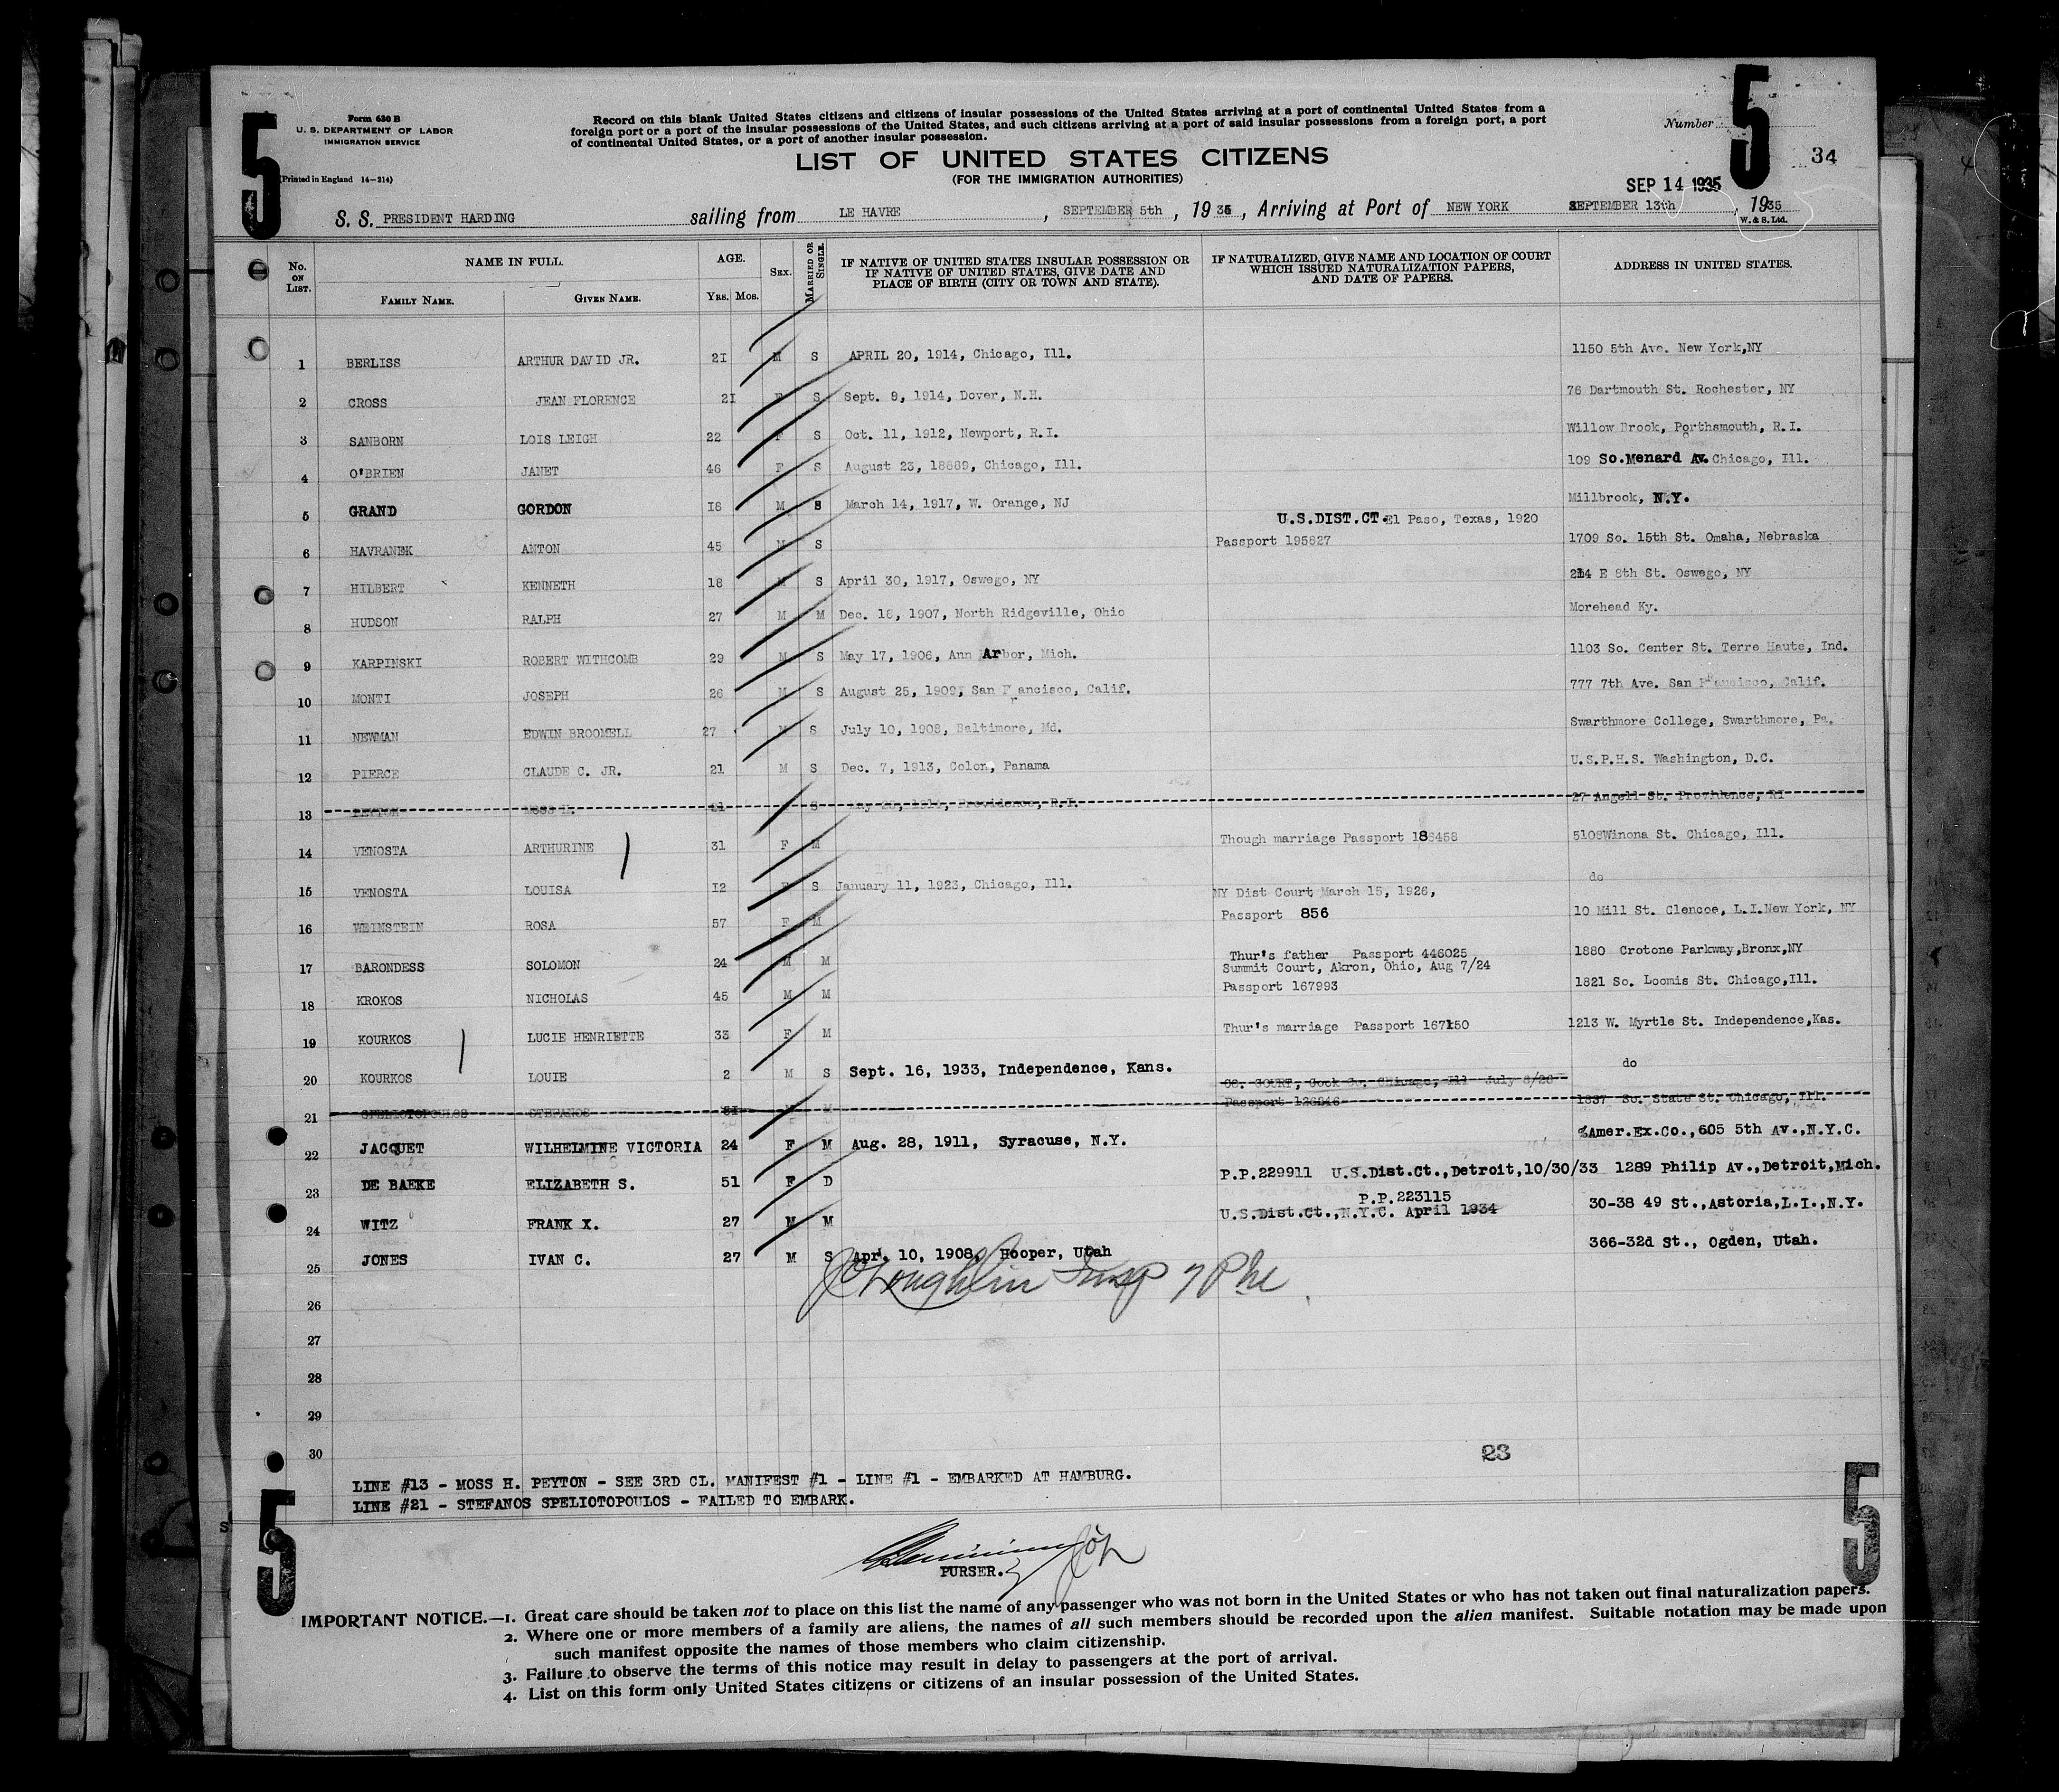 5
Form 630 B
U. S. DEPARTMENT OF LABOR
IMMIGRATION SERVICE
(Printed in England 14—214)
Record on this blank United States citizens and citizens of insular possessions of the United States arriving at a port of continental United States from a
foreign port or a port of the insular possessions of the United States, and such citizens arriving at a port of said insular possessions from a foreign port, a port
of continental United States, or a port of another insular possession.
LIST OF UNITED STATES CITIZENS
(FOR THE IMMIGRATION AUTHORITIES)
Number
5
34
SEP 14 1935
S. S. PRESIDENT HARDING sailing from LE HAVRE, SEPTEMBER 5th, 1935, Arriving at Port of NEW YORK SEPTEMBER 13th, 1935
W. & S. Ltd.
No. ON LIST.
NAME IN FULL.
FAMILY NAME.
GIVEN NAME.
AGE.
YRS. MOS.
SEX.
MARRIED OR SINGLE.
IF NATIVE OF UNITED STATES INSULAR POSSESSION OR
IF NATIVE OF UNITED STATES, GIVE DATE AND
PLACE OF BIRTH (CITY OR TOWN AND STATE).
IF NATURALIZED, GIVE NAME AND LOCATION OF COURT
WHICH ISSUED NATURALIZATION PAPERS,
AND DATE OF PAPERS.
ADDRESS IN UNITED STATES.
1 BERLISS ARTHUR DAVID JR. 21 M S APRIL 20, 1914, Chicago, Ill. 1150 5th Ave. New York,NY
2 CROSS JEAN FLORENCE 21 F S Sept. 8, 1914, Dover, N.H. 76 Dartmouth St. Rochester, NY
3 SANBORN LOIS LEIGH 22 F S Oct. 11, 1912, Newport, R.I. Willow Brook, Porthsmouth, R.I.
4 O'BRIEN JANET 46 F S August 23, 18889, Chicago, Ill. 109 So.Menard Av. Chicago, Ill.
5 GRAND GORDON 18 M S March 14, 1917, W. Orange, NJ Millbrook, N.Y.
U.S.DIST.CT. El Paso, Texas, 1920
6 HAVRANEK ANTON 45 M S Passport 195827 1709 So. 15th St. Omaha, Nebraska
7 HILBERT KENNETH 18 M S April 30, 1917, Oswego, NY 214 E 8th St. Oswego, NY
8 HUDSON RALPH 27 M M Dec. 18, 1907, North Ridgeville, Ohio Morehead Ky.
9 KARPINSKI ROBERT WITHCOMB 29 M S May 17, 1906, Ann Arbor, Mich. 1103 So. Center St. Terre Haute, Ind.
10 MONTI JOSEPH 26 M S August 25, 1909, San Francisco, Calif. 777 7th Ave. San Francisco, Calif.
11 NEWMAN EDWIN BROOMELL 27 M S July 10, 1908, Baltimore, Md. Swarthmore College, Swarthmore, Pa.
12 PIERCE CLAUDE C. JR. 21 M S Dec. 7, 1913, Colon, Panama U.S.P.H.S. Washington, D.C.
13 PEYTON MOSS H. 21 S Providence, R.I. 27 Angell St. Providence, RI
14 VENOSTA ARTHURINE 31 F M Though marriage Passport 186458 5108Winona St. Chicago, Ill.
15 VENOSTA LOUISA 12 F S January 11, 1923, Chicago, Ill. do
NY Dist Court March 15, 1926,
16 WEINSTEIN ROSA 57 F M Passport 856 10 Mill St. Clencoe, L.I.New York, NY
17 BARONDESS SOLOMON 24 M M Thur's father Passport 446025 1880 Crotone Parkway,Bronx,NY
Summit Court, Akron, Ohio, Aug 7/24
18 KROKOS NICHOLAS 45 M M Passport 167993 1821 So. Loomis St. Chicago,Ill.
19 KOURKOS LUCIE HENRIETTE 33 F M Thur's marriage Passport 167150 1213 W. Myrtle St. Independence,Kas.
20 KOURKOS LOUIE 2 M S Sept. 16, 1933, Independence, Kans. do
COURT, Cook Co. Chicago, Ill July
21 SPELIOTOPOULOS STEFANOS M Passport 1837 So. State St. Chicago, Ill.
22 JACQUET WILHELMINE VICTORIA 24 F M Aug. 28, 1911, Syracuse, N.Y. %Amer.Ex.Co.,605 5th Av.,N.Y.C.
23 DE BAEKE ELIZABETH S. 51 F D P.P.229911 U.S.Dist.Ct.,Detroit,10/30/33 1289 Philip Av.,Detroit,Mich.
P.P.223115
24 WITZ FRANK X. 27 M M U.S.Dist.Ct.,N.Y.C. April 1934 30-38 49 St.,Astoria,L.I.,N.Y.
25 JONES IVAN C. 27 M S Apr. 10, 1908, Hooper, Utah 366-32d St., Ogden, Utah.
26
27
28
29
30
23
LINE #13 - MOSS H. PEYTON - SEE 3RD CL. MANIFEST #1 - LINE #1 - EMBARKED AT HAMBURG.
LINE #21 - STEFANOS SPELIOTOPOULOS - FAILED TO EMBARK.
5
5
PURSER.
IMPORTANT NOTICE.—1. Great care should be taken not to place on this list the name of any passenger who was not born in the United States or who has not taken out final naturalization papers.
2. Where one or more members of a family are aliens, the names of all such members should be recorded upon the alien manifest. Suitable notation may be made upon
such manifest opposite the names of those members who claim citizenship.
3. Failure to observe the terms of this notice may result in delay to passengers at the port of arrival.
4. List on this form only United States citizens or citizens of an insular possession of the United States.